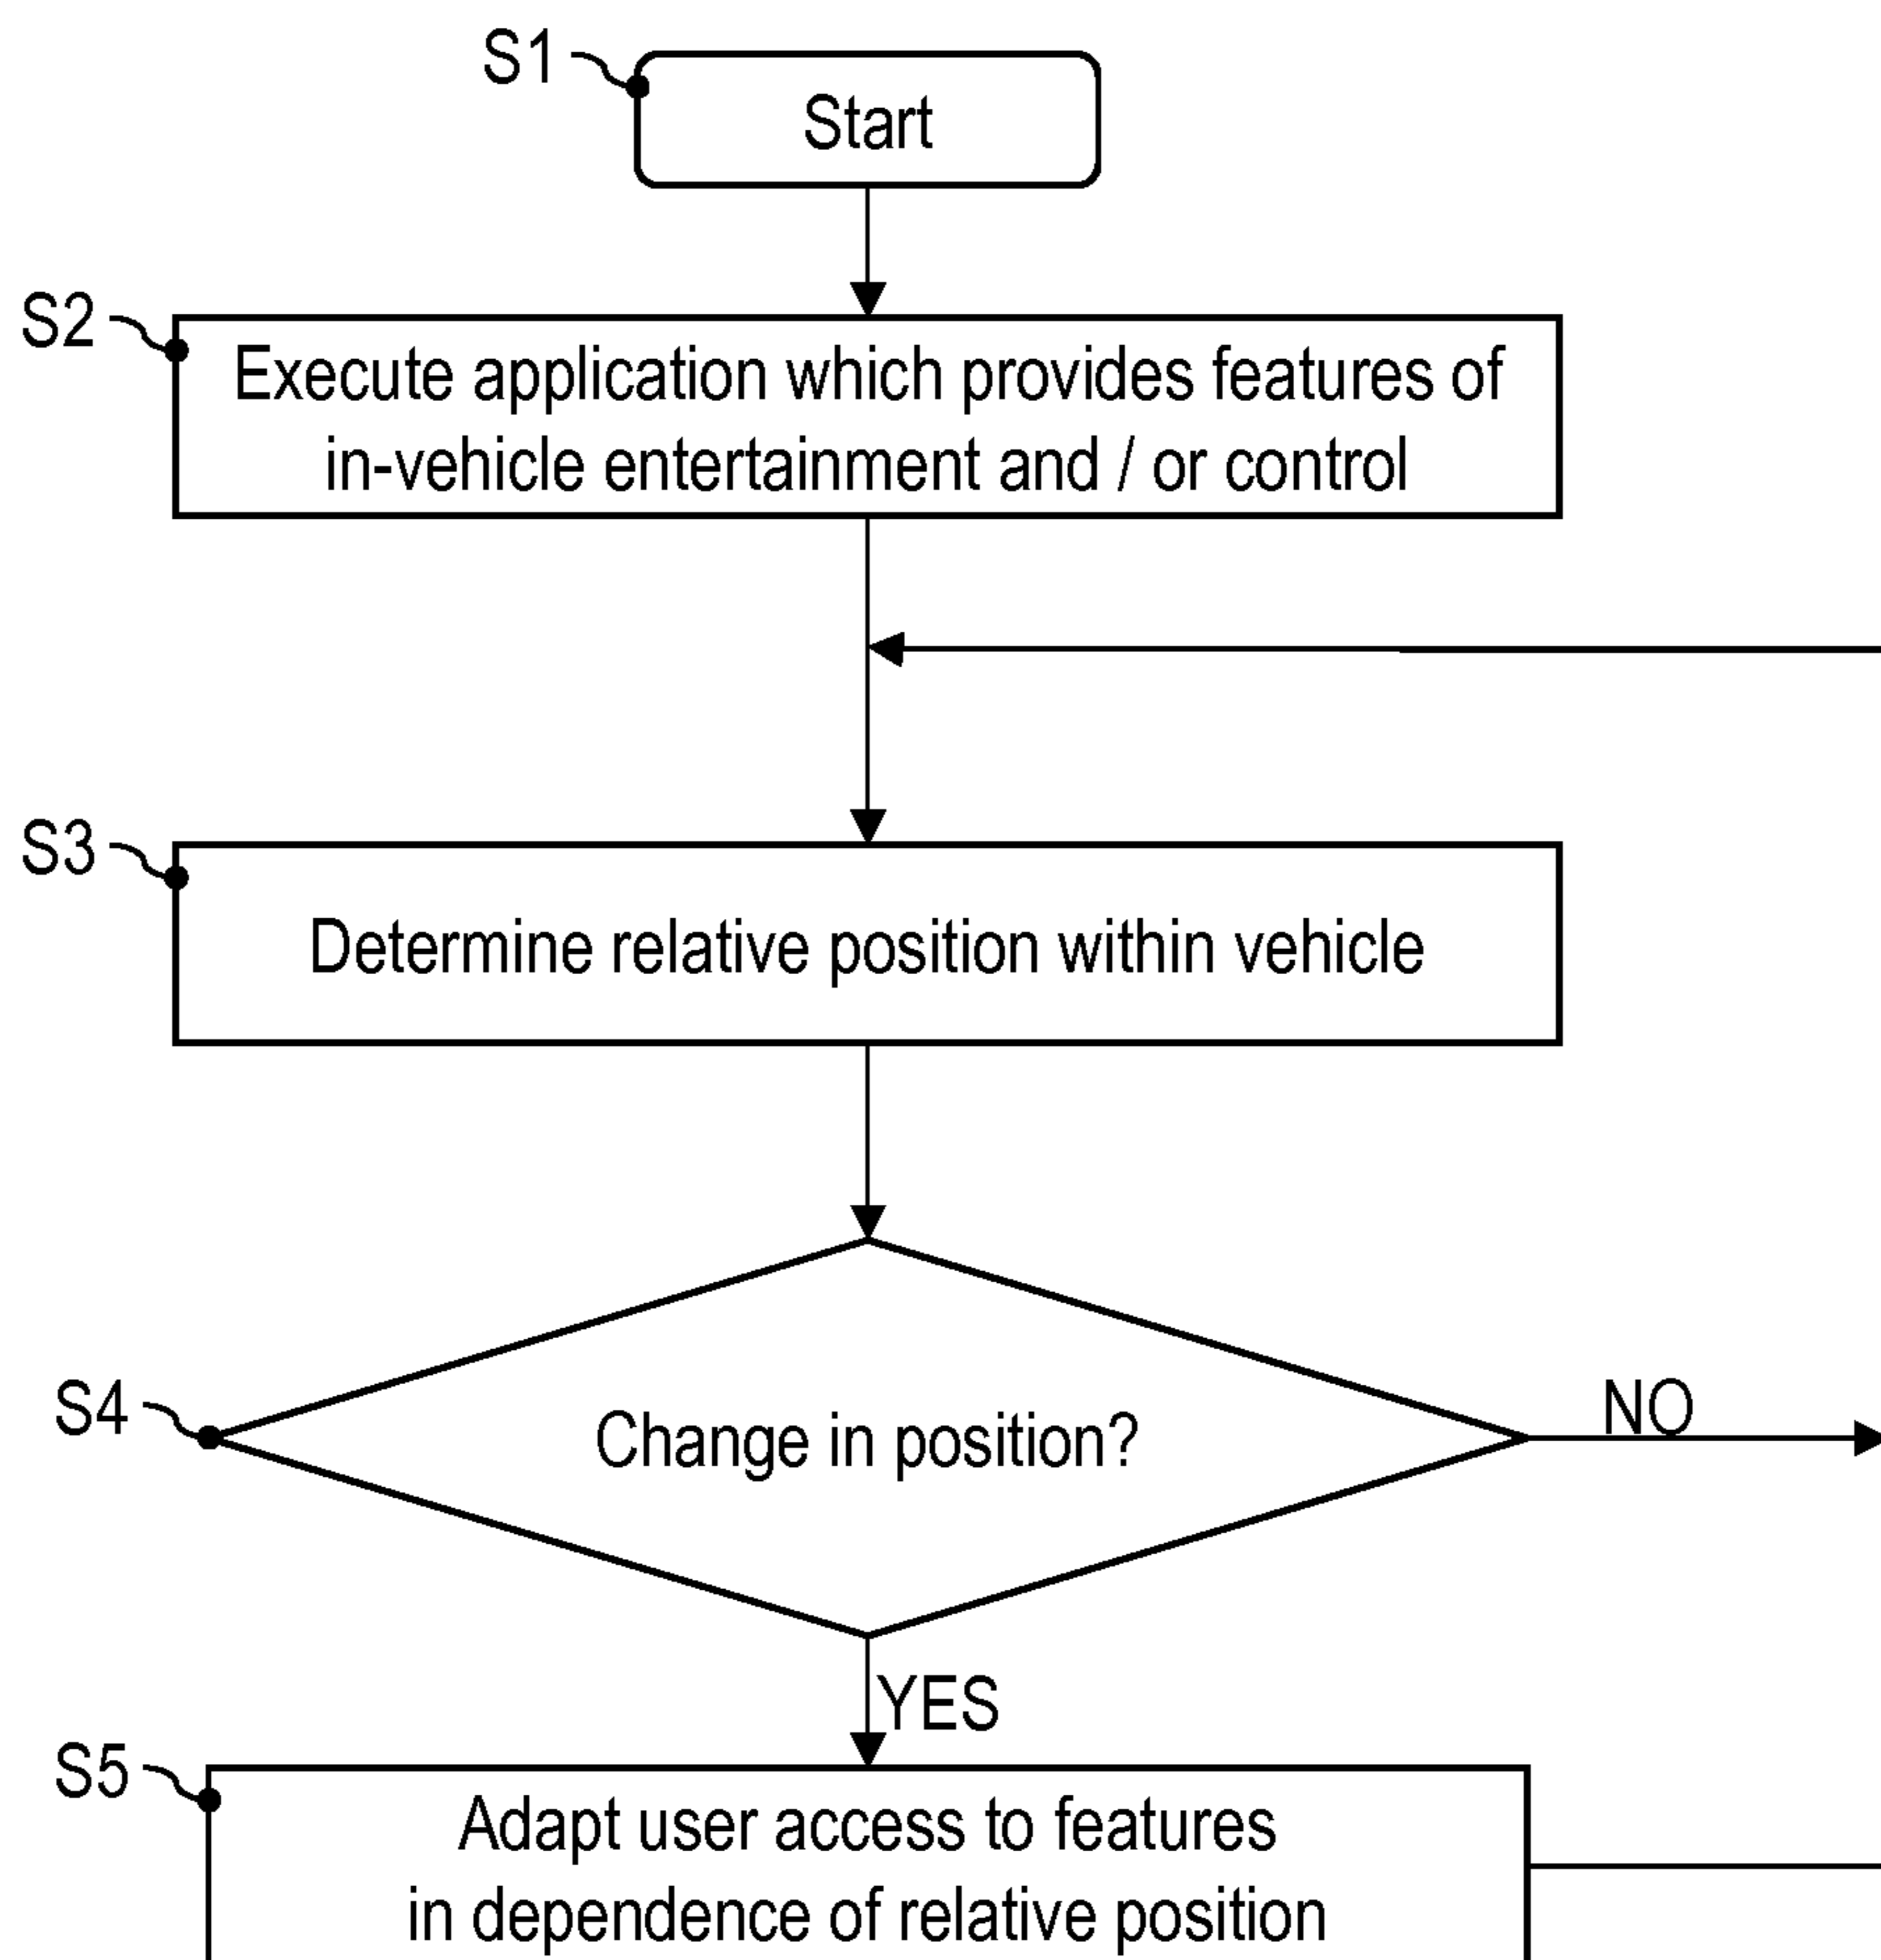 S1
Start
S2
Execute application which provides features of
in-vehicle entertainment and / or control
S3
Determine relative position within vehicle
S4
Change in position?
NO
YES
S5
Adapt user access to features
in dependence of relative position